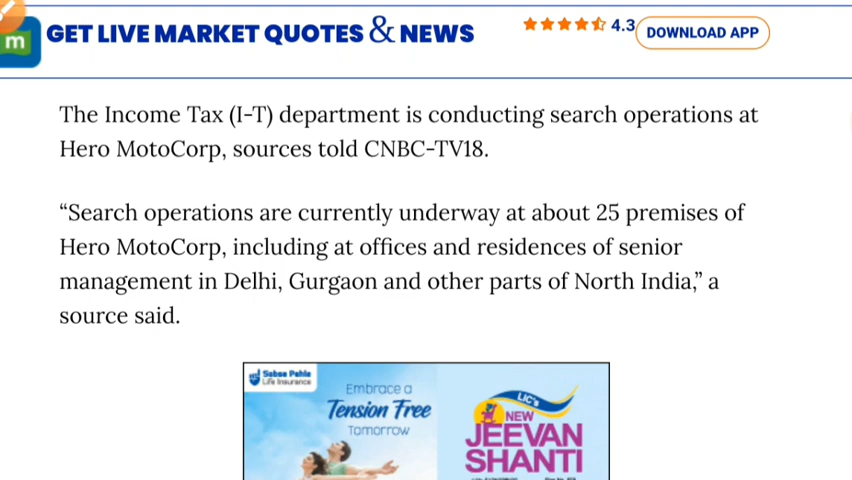 m
GET LIVE MARKET QUOTES & NEWS
4.3
DOWNLOAD APP
The Income Tax (I-T) department is conducting search operations at
Hero MotoCorp, sources told CNBC-TV18.
“Search operations are currently underway at about 25 premises of
Hero MotoCorp, including at offices and residences of senior
management in Delhi, Gurgaon and other parts of North India,” a
source said.
Sabse Pehle
Life Insurance
Embrace a
Tension Free
Tomorrow
LIC's
NEW
JEEVAN
SHANTI